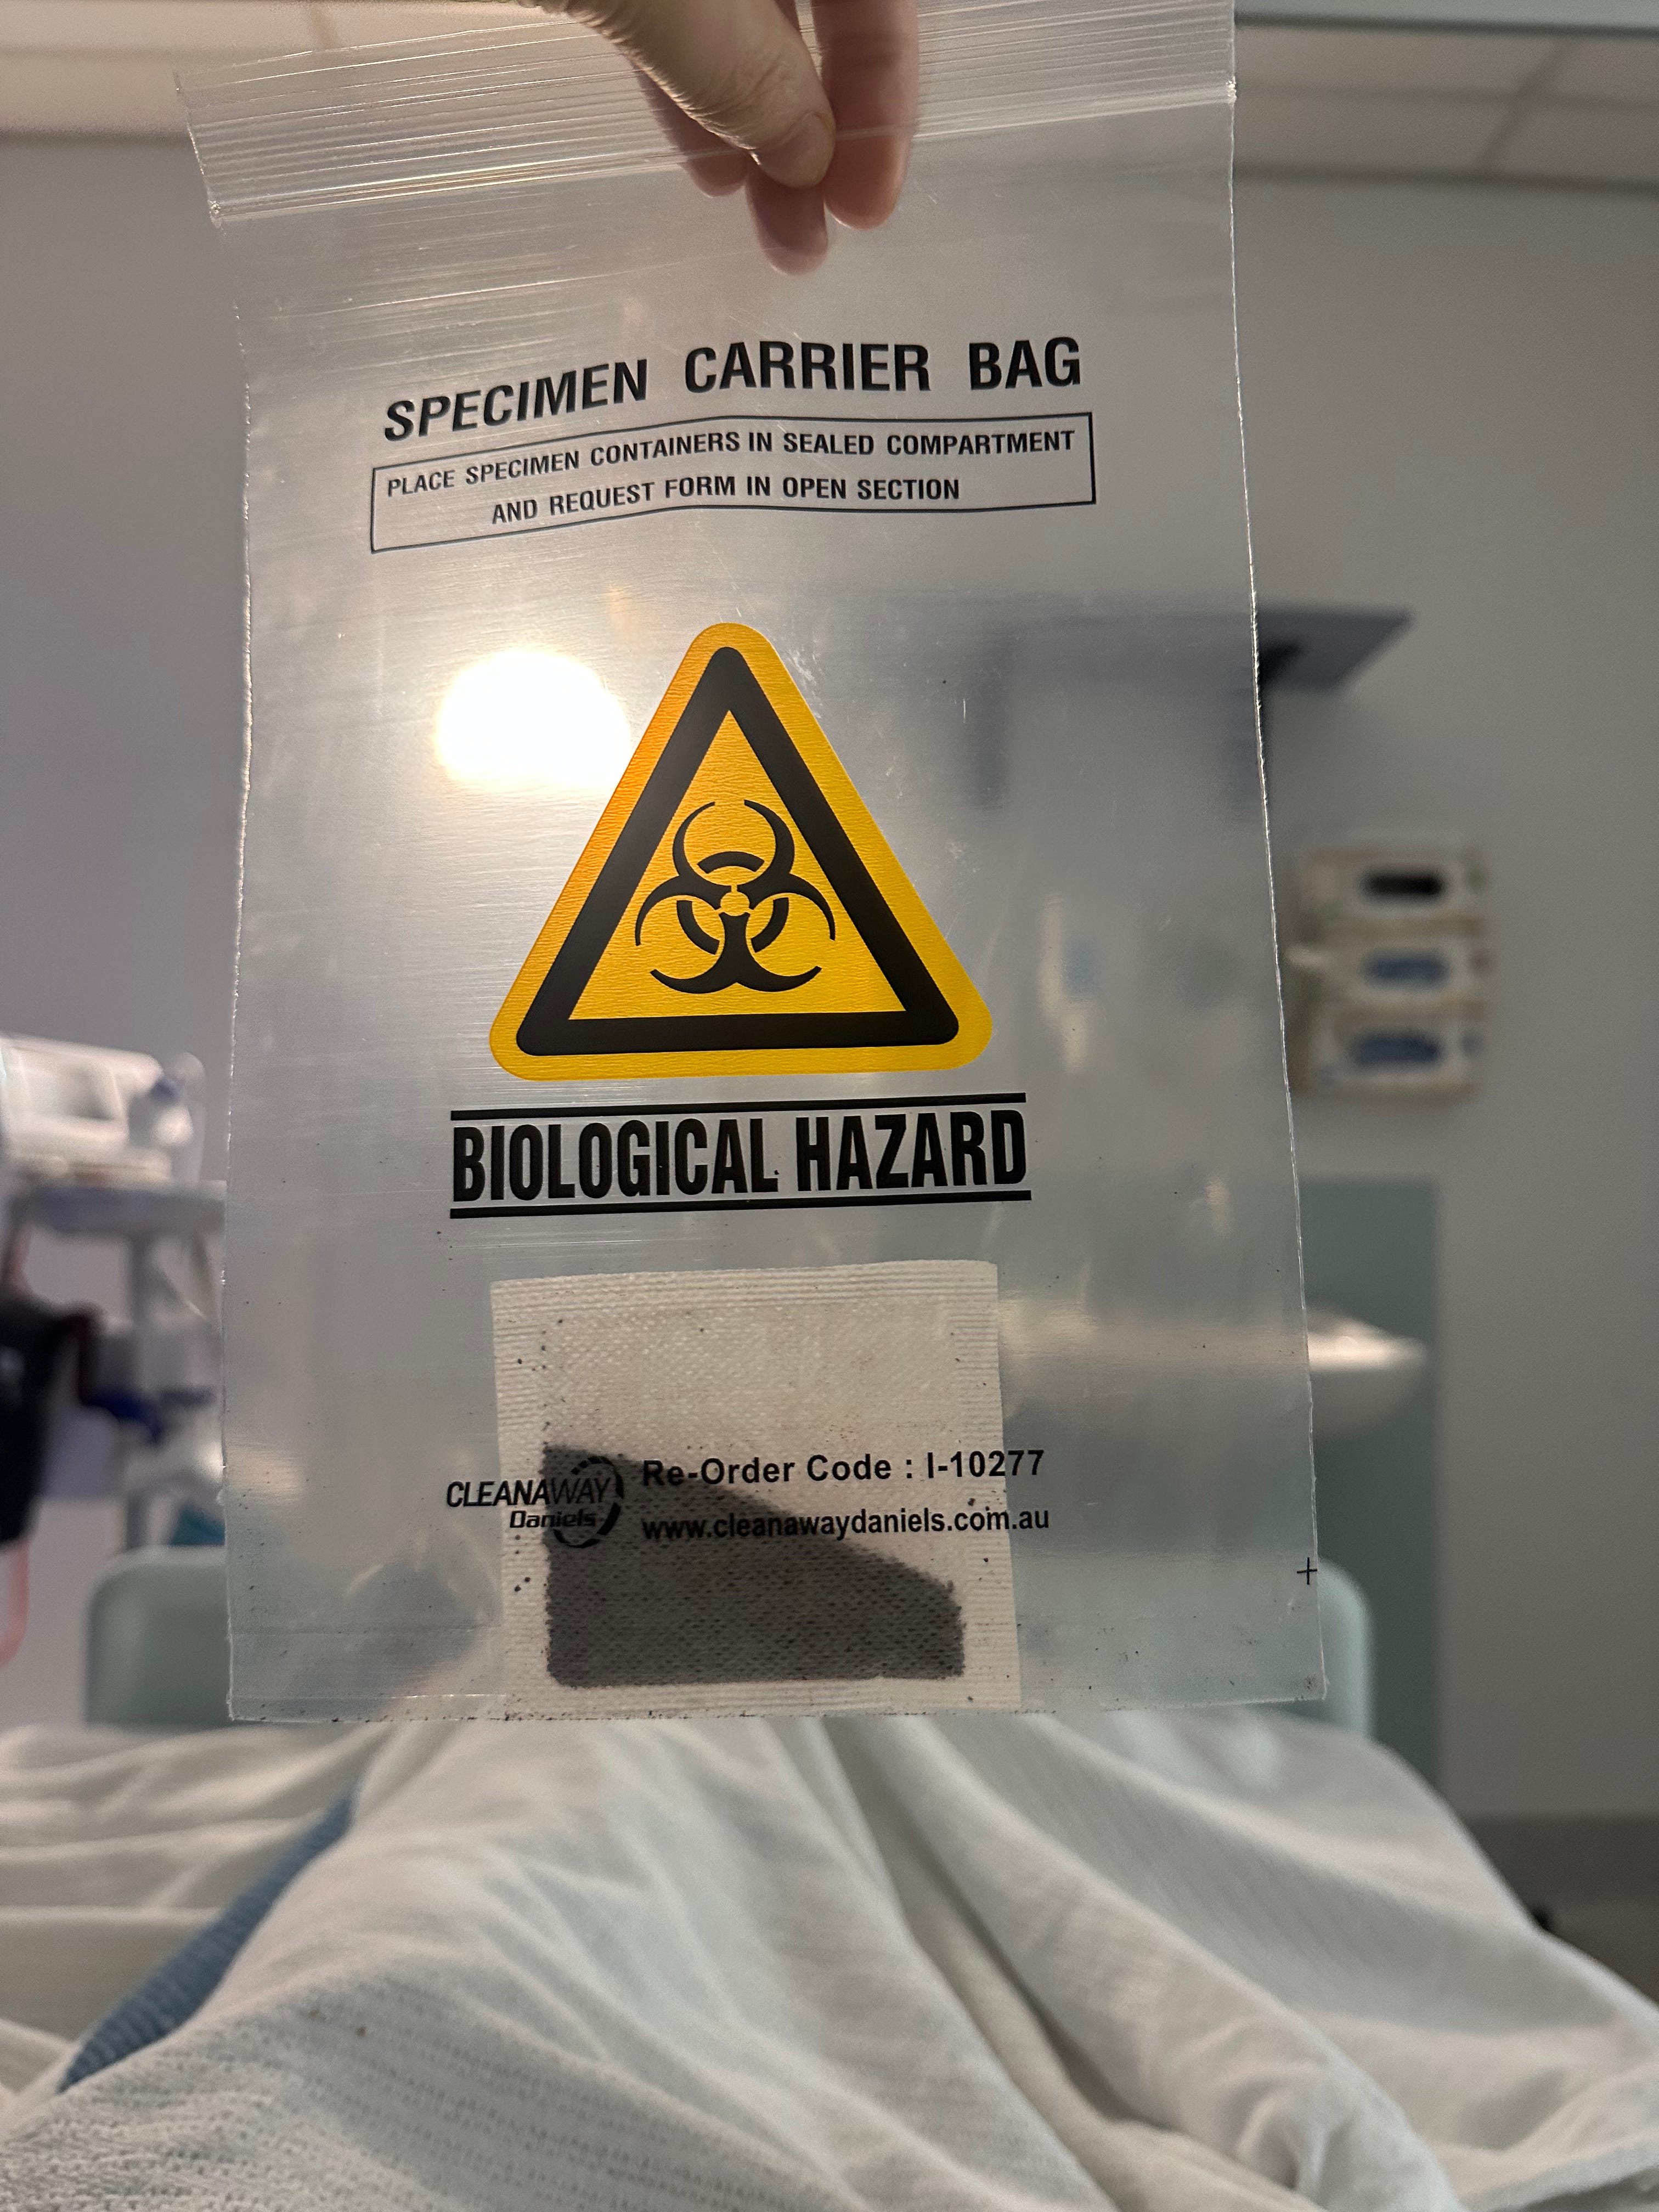 SPECIMEN CARRIER BAG
PLACE SPECIMEN CONTAINERS IN SEALED COMPARTMENT
AND REQUEST FORM IN OPEN SECTION
BIOLOGICAL HAZARD
CLEANAWAY
Daniels
Re-Order Code : I-10277
www.cleanawaydaniels.com.au